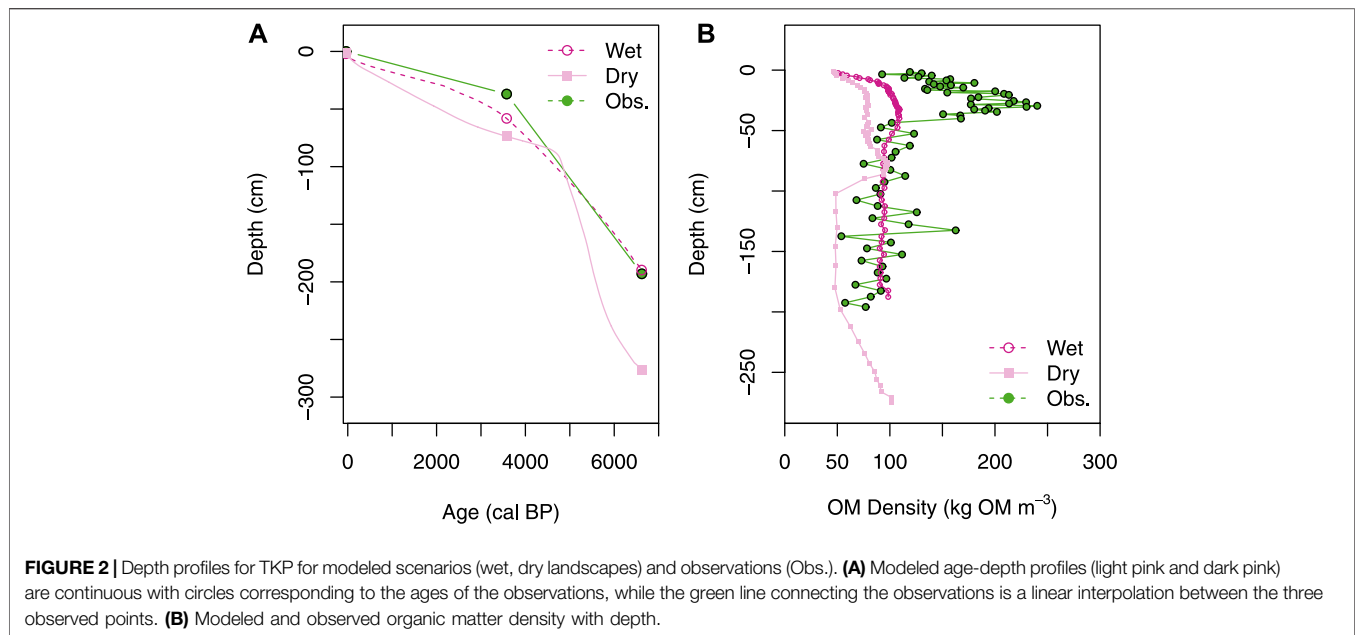 A
B
0
−100
−200
−300
Depth (cm)
Wet
Dry
Obs.
0
2000
4000
6000
Age (cal BP)
0
−50
−150
−250
Depth (cm)
Wet
Dry
Obs.
0
50
100
200
300
OM Density (kg OM m⁻³)
FIGURE 2 | Depth profiles for TKP for modeled scenarios (wet, dry landscapes) and observations (Obs.). (A) Modeled age-depth profiles (light pink and dark pink)
are continuous with circles corresponding to the ages of the observations, while the green line connecting the observations is a linear interpolation between the three
observed points. (B) Modeled and observed organic matter density with depth.